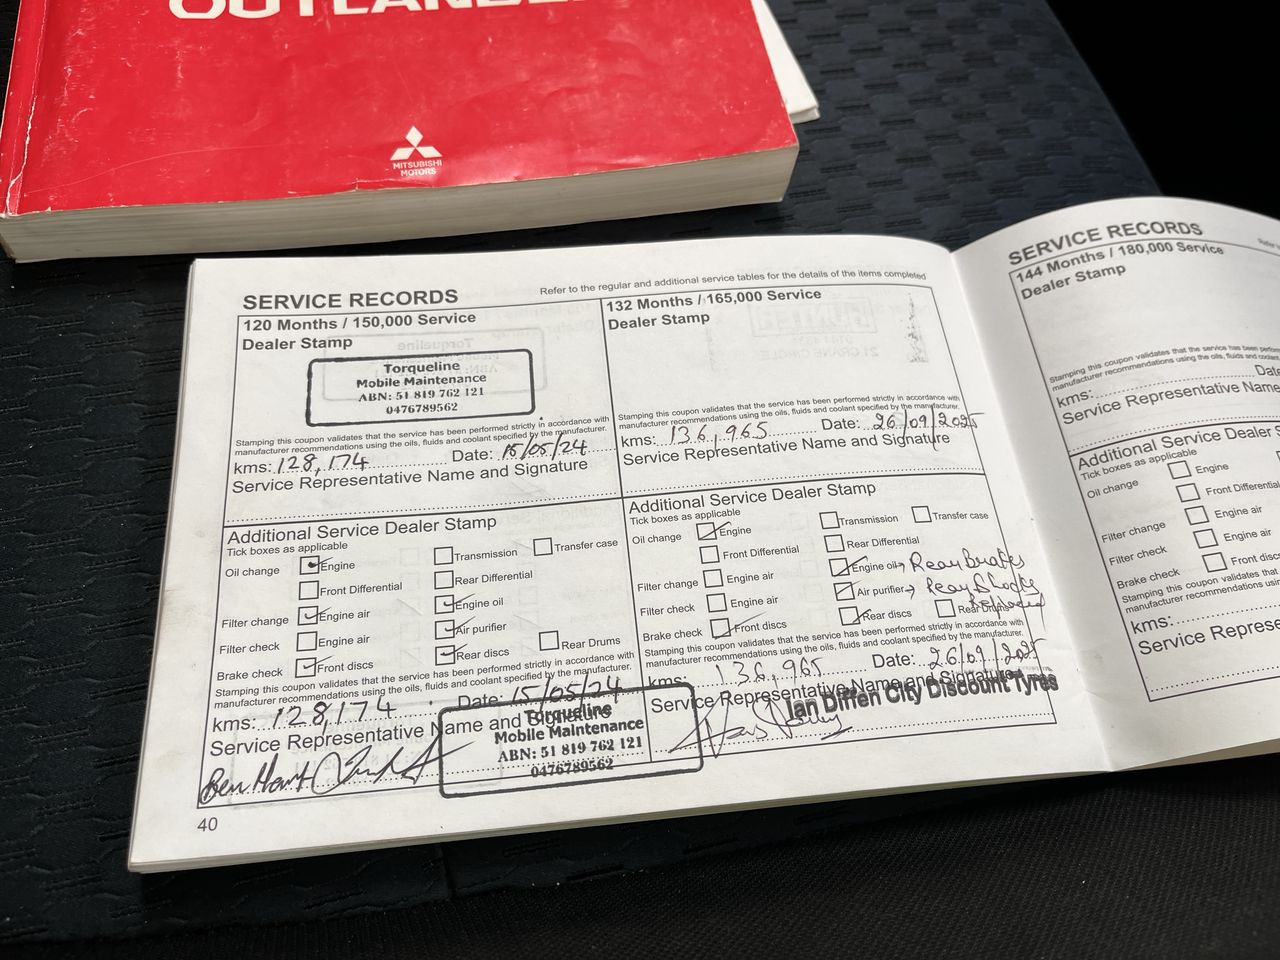 OUTLANDER
MITSUBISHI
MOTORS
SERVICE RECORDS
Refer to the regular and additional service tables for the details of the items completed
120 Months / 150,000 Service
Dealer Stamp
Torqueline
Mobile Maintenance
ABN: 51 819 762 121
0476789562
Stamping this coupon validates that the service has been performed strictly in accordance with
manufacturer recommendations using the oils, fluids and coolant specified by the manufacturer.
kms: 128,174 Date: 15/05/24
Service Representative Name and Signature
Additional Service Dealer Stamp
Tick boxes as applicable
Oil change Engine Transmission Transfer case
Front Differential Rear Differential
Filter change Engine air Engine oil
Filter check Engine air Air purifier
Brake check Front discs Rear discs Rear Drums
Stamping this coupon validates that the service has been performed strictly in accordance with
manufacturer recommendations using the oils, fluids and coolant specified by the manufacturer.
kms: 128,174 Date: 15/05/24
Service Representative Name and Signature
Ben Hart
Torqueline
Mobile Maintenance
ABN: 51 819 762 121
0476789562
40
132 Months / 165,000 Service
Dealer Stamp
Stamping this coupon validates that the service has been performed strictly in accordance with
manufacturer recommendations using the oils, fluids and coolant specified by the manufacturer.
kms: 136,965 Date: 26/09/2025
Service Representative Name and Signature
Additional Service Dealer Stamp
Tick boxes as applicable
Oil change Engine Transmission Transfer case
Front Differential Rear Differential
Filter change Engine air Engine oil → Rear Brakes
Filter check Engine air Air purifier → Rear
Brake check Front discs Rear discs Rear Drums
Stamping this coupon validates that the service has been performed strictly in accordance with
manufacturer recommendations using the oils, fluids and coolant specified by the manufacturer.
kms: 136,965 Date: 26/09/2025
Service Representative Name and Signature
Ian Diffen City Discount Tyres
SERVICE RECORDS
144 Months / 180,000 Service
Dealer Stamp
Stamping this coupon validates that the service has been
manufacturer recommendations using the oils, fluids and
kms:
Service Representative Name
Additional Service Dealer
Tick boxes as applicable
Oil change Engine
Front Differential
Filter change Engine air
Filter check Engine air
Brake check Front discs
Stamping this coupon validates that the
manufacturer recommendations using
kms:
Service